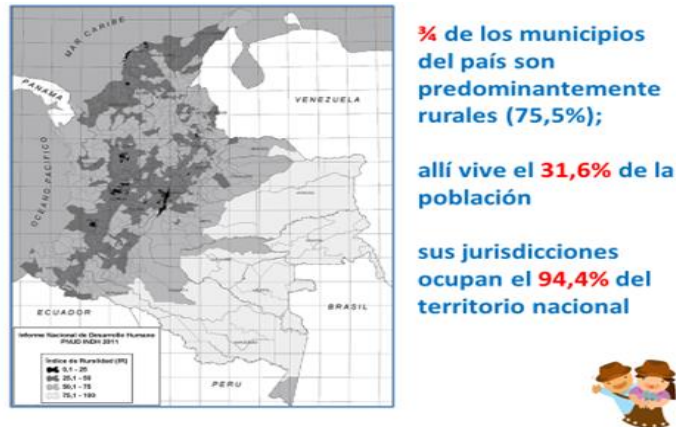 MAR CARIBE
PANAMA
VENEZUELA
OCEANO PACIFICO
ECUADOR
BRASIL
PERU
Informe Nacional de Desarrollo Humano
PNUD INDH 2011
Índice de Ruralidad (IR)
0,1 - 25
25,1 - 50
50,1 - 75
75,1 - 100
¾ de los municipios
del país son
predominantemente
rurales (75,5%);
allí vive el 31,6% de la
población
sus jurisdicciones
ocupan el 94,4% del
territorio nacional